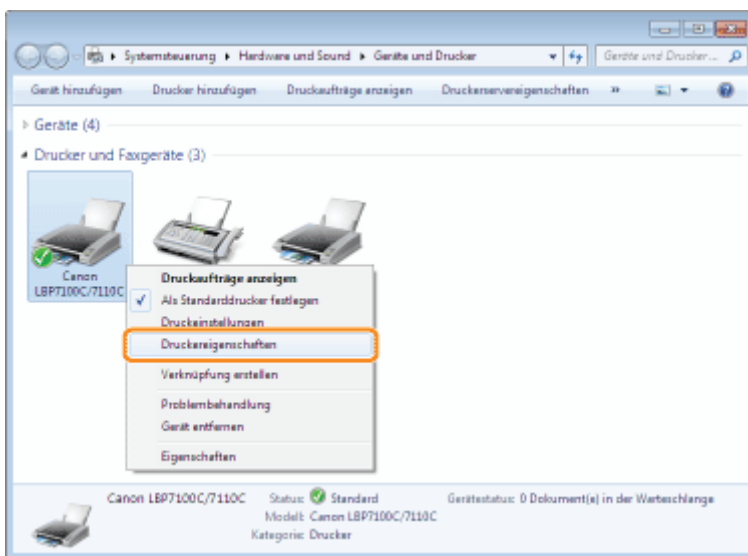 Systemsteuerung ▸ Hardware und Sound ▸ Geräte und Drucker
Geräte und Drucker...
Gerät hinzufügen Drucker hinzufügen Druckaufträge anzeigen Druckerservereigenschaften »
Geräte (4)
Drucker und Faxgeräte (3)
Canon
LBP7100C/7110C
Druckaufträge anzeigen
Als Standarddrucker festlegen
Druckeinstellungen
Druckereigenschaften
Verknüpfung erstellen
Problembehandlung
Gerät entfernen
Eigenschaften
Canon LBP7100C/7110C Status: Standard Gerätestatus: 0 Dokument(e) in der Warteschlange
Modell: Canon LBP7100C/7110C
Kategorie: Drucker